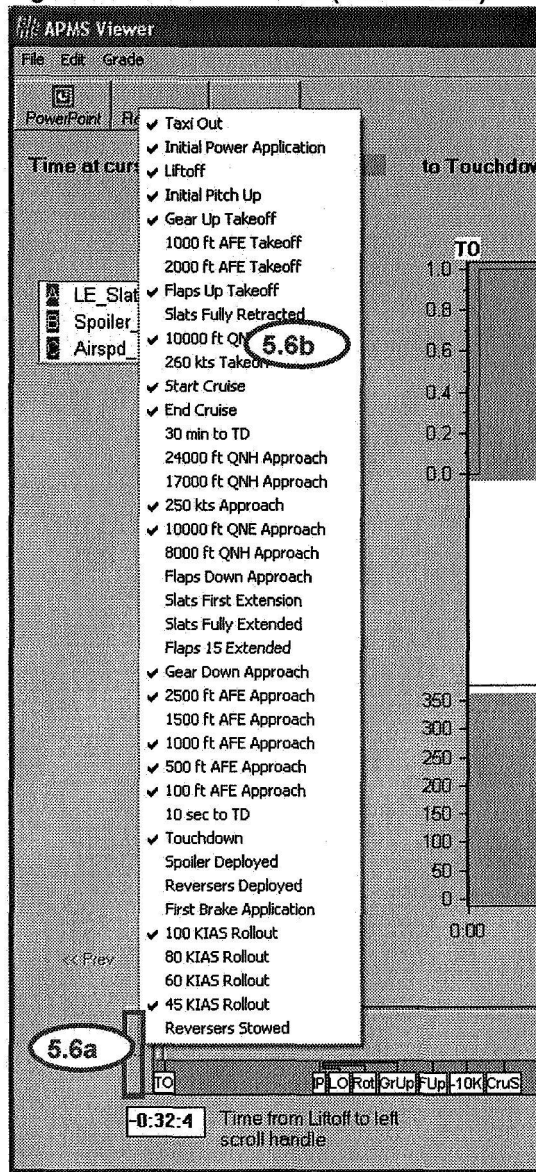 APMS Viewer
File Edit Grade
PowerPoint
Time at to Touchdow
Taxi Out
Initial Power Application
Liftoff
Initial Pitch Up
Gear Up Takeoff
1000 ft AFE Takeoff
2000 ft AFE Takeoff
Flaps Up Takeoff
Slats Fully Retracted
10000 ft
260 kts
Start Cruise
End Cruise
30 min to TD
24000 ft QNH Approach
17000 ft QNH Approach
250 kts Approach
10000 ft QNE Approach
8000 ft QNH Approach
Flaps Down Approach
Slats First Extension
Slats Fully Extended
Flaps 15 Extended
Gear Down Approach
2500 ft AFE Approach
1500 ft AFE Approach
1000 ft AFE Approach
500 ft AFE Approach
100 ft AFE Approach
10 sec to TD
Touchdown
Spoiler Deployed
Reversers Deployed
First Brake Application
100 KIAS Rollout
80 KIAS Rollout
60 KIAS Rollout
45 KIAS Rollout
Reversers Stowed
5.6b
A LE_Slat
B Spoiler_
C Airspd_
TO
1.0
0.8
0.6
0.4
0.2
0.0
350
300
250
200
150
100
50
0
0:00
<< Prev
5.6a
TO IP LO Rot GrUp FUp -10K CruS
-0:32:4 Time from Liftoff to left
scroll handle